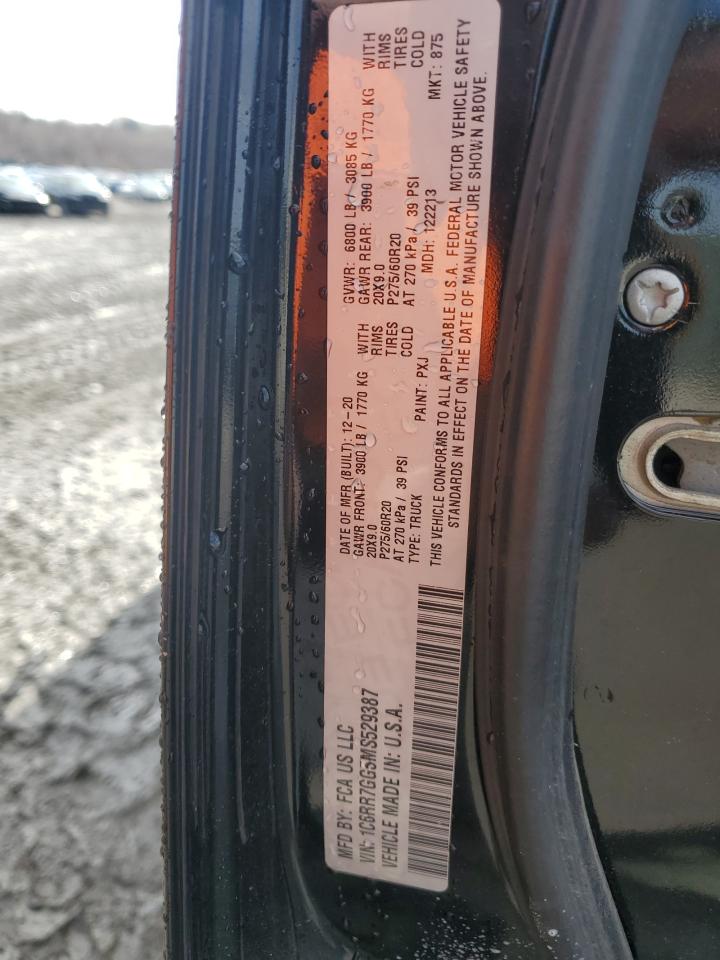 MFD BY: FCA US LLC
DATE OF MFR (BUILT): 12-20
GVWR: 6800 LB / 3085 KG
GAWR FRONT: 3900 LB / 1770 KG WITH
GAWR REAR: 3900 LB / 1770 KG WITH
20X9.0 RIMS
20X9.0 RIMS
P275/60R20 TIRES
P275/60R20 TIRES
AT 270 kPa / 39 PSI COLD
AT 270 kPa / 39 PSI COLD
VIN: 1C6RR7GG5MS529387
TYPE: TRUCK
PAINT: PXJ
MDH: 122213
MKT: 875
VEHICLE MADE IN: U.S.A.
THIS VEHICLE CONFORMS TO ALL APPLICABLE U.S.A. FEDERAL MOTOR VEHICLE SAFETY
STANDARDS IN EFFECT ON THE DATE OF MANUFACTURE SHOWN ABOVE.